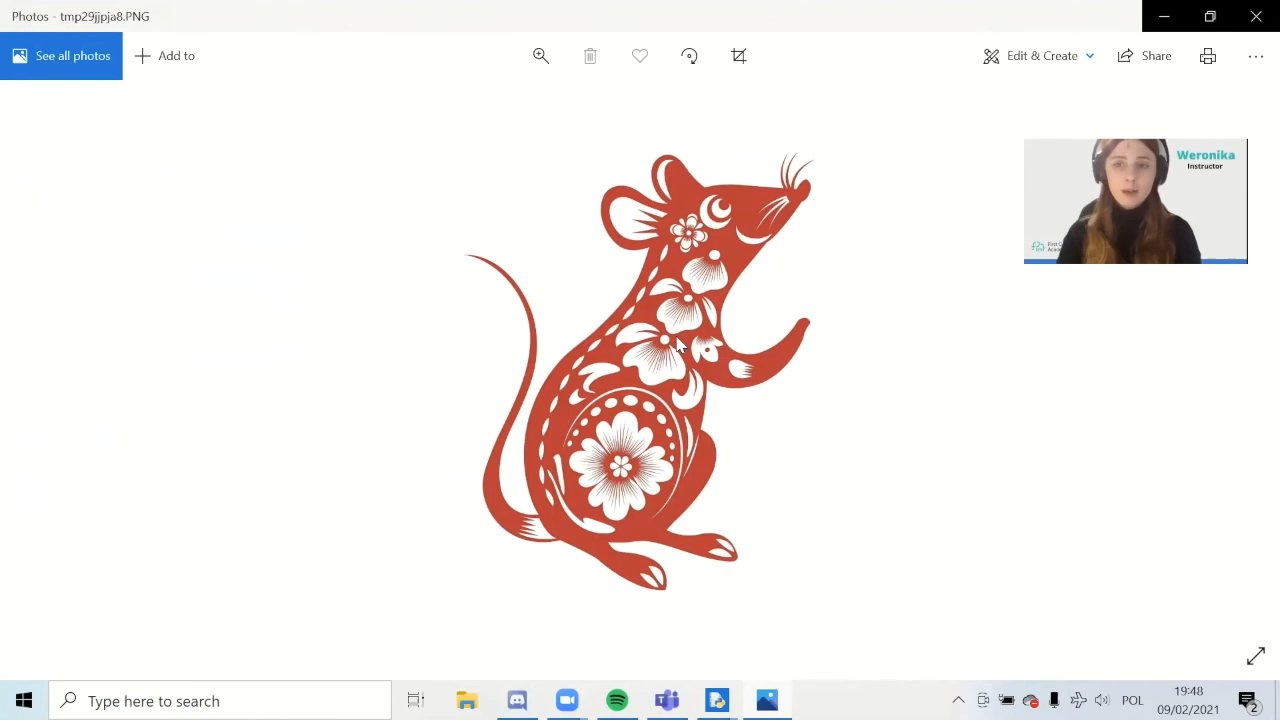 Photos - tmp29jjpja8.PNG
See all photos
Add to
Edit & Create
Share
Weronika
Instructor
Type here to search
POL
19:48
09/02/2021
2